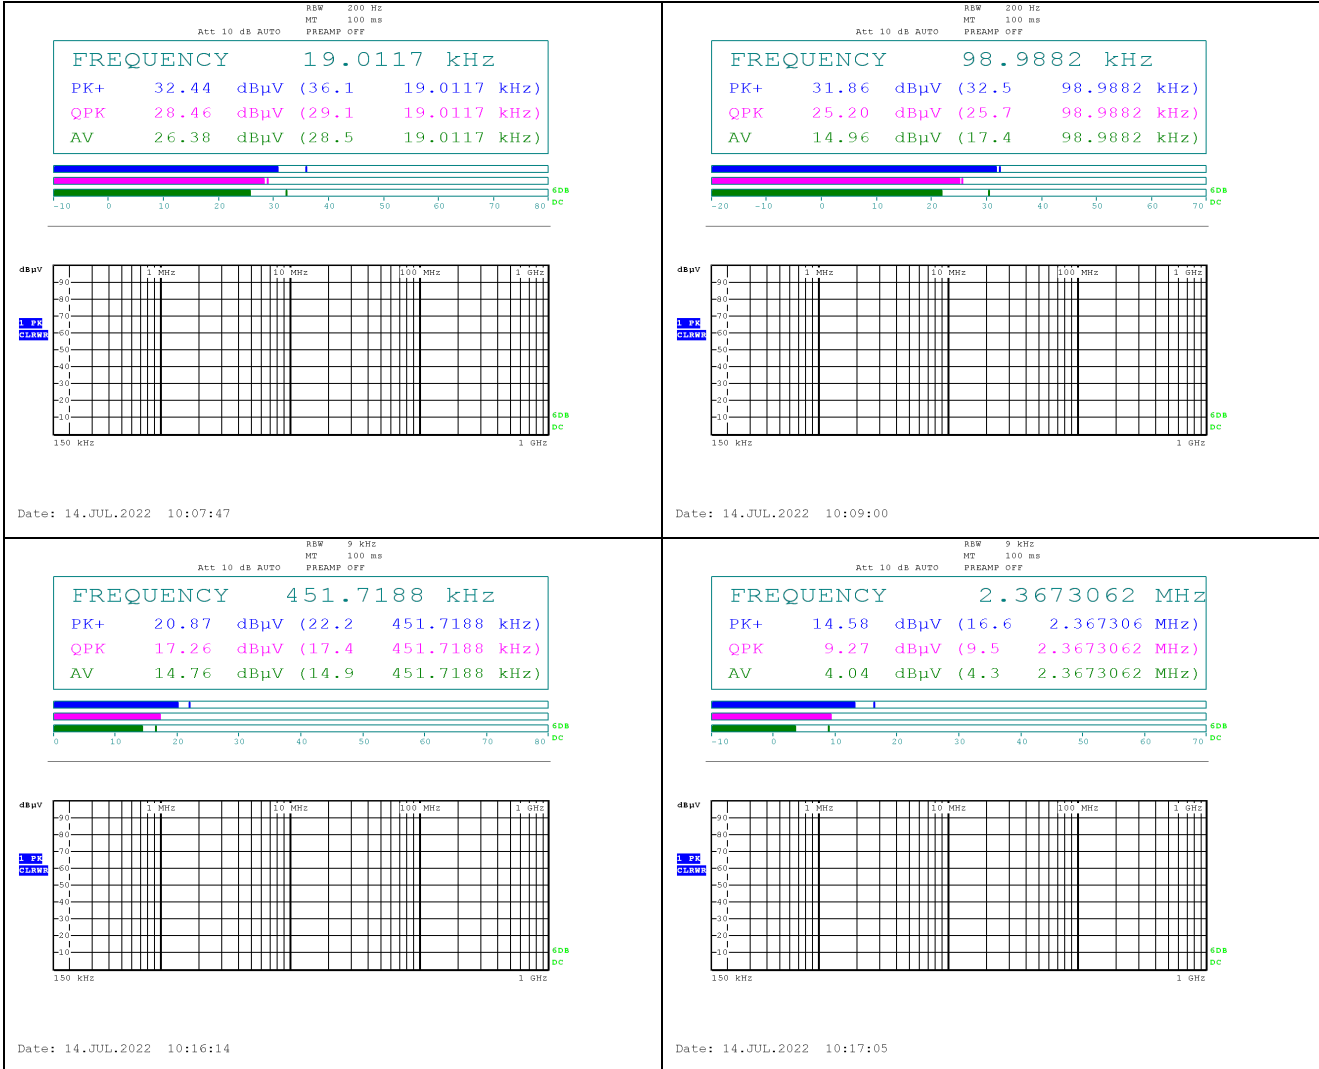 RBW 200 Hz
MT 100 ms
Att 10 dB AUTO PREAMP OFF
FREQUENCY 19.0117 kHz
PK+ 32.44 dBµV (36.1 19.0117 kHz)
QPK 28.46 dBµV (29.1 19.0117 kHz)
AV 26.38 dBµV (28.5 19.0117 kHz)
6DB
DC
-10 0 10 20 30 40 50 60 80
dBµV
1 MHz 10 MHz 100 MHz 1 GHz
90
80
70
1 PK
CLRWR
60
50
40
30
20
10
6DB
DC
150 kHz 1 GHz
Date: 14.JUL.2022 10:07:47
RBW 200 Hz
MT 100 ms
Att 10 dB AUTO PREAMP OFF
FREQUENCY 98.9882 kHz
PK+ 31.86 dBµV (32.5 98.9882 kHz)
QPK 25.20 dBµV (25.7 98.9882 kHz)
AV 14.96 dBµV (17.4 98.9882 kHz)
6DB
DC
-20 -10 0 10 20 30 40 50 60 70
dBµV
1 MHz 10 MHz 100 MHz 1 GHz
90
80
70
1 PK
CLRWR
60
50
40
30
20
10
6DB
DC
150 kHz 1 GHz
Date: 14.JUL.2022 10:09:00
RBW 9 kHz
MT 100 ms
Att 10 dB AUTO PREAMP OFF
FREQUENCY 451.7188 kHz
PK+ 20.87 dBµV (22.2 451.7188 kHz)
QPK 17.26 dBµV (17.4 451.7188 kHz)
AV 14.76 dBµV (14.9 451.7188 kHz)
6DB
DC
0 10 20 30 40 50 60 70 80
dBµV
1 MHz 10 MHz 100 MHz 1 GHz
90
80
70
1 PK
CLRWR
60
50
40
30
20
10
6DB
DC
150 kHz 1 GHz
Date: 14.JUL.2022 10:16:14
RBW 9 kHz
MT 100 ms
Att 10 dB AUTO PREAMP OFF
FREQUENCY 2.3673062 MHz
PK+ 14.58 dBµV (16.6 2.367306 MHz)
QPK 9.27 dBµV (9.5 2.3673062 MHz)
AV 4.04 dBµV (4.3 2.3673062 MHz)
6DB
DC
-10 0 10 20 30 40 50 60 70
dBµV
1 MHz 10 MHz 100 MHz 1 GHz
90
80
70
1 PK
CLRWR
60
50
40
30
20
10
6DB
DC
150 kHz 1 GHz
Date: 14.JUL.2022 10:17:05